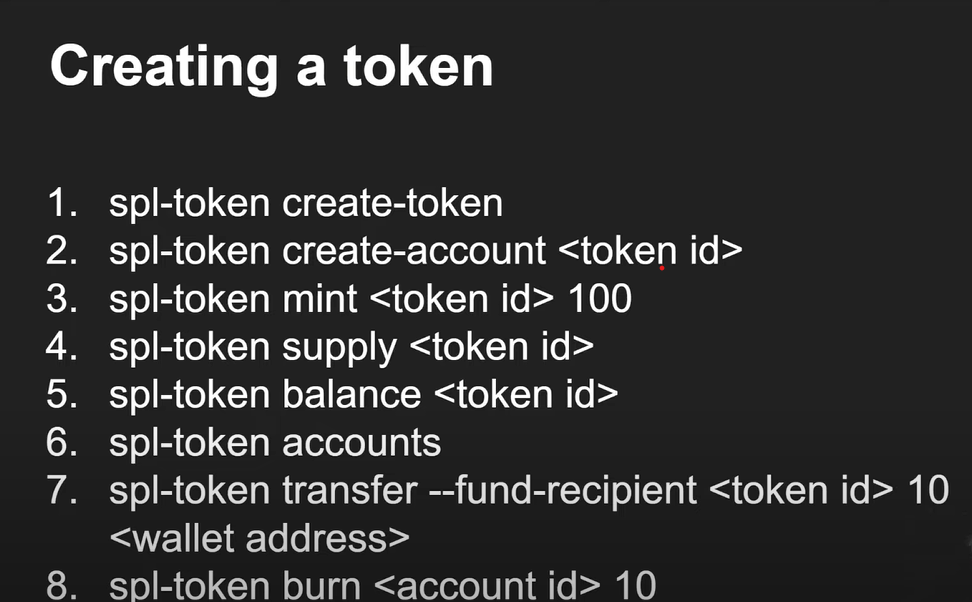 Creating a token
1. spl-token create-token
2. spl-token create-account <token id>
3. spl-token mint <token id> 100
4. spl-token supply <token id>
5. spl-token balance <token id>
6. spl-token accounts
7. spl-token transfer --fund-recipient <token id> 10
<wallet address>
8. spl-token burn <account id> 10